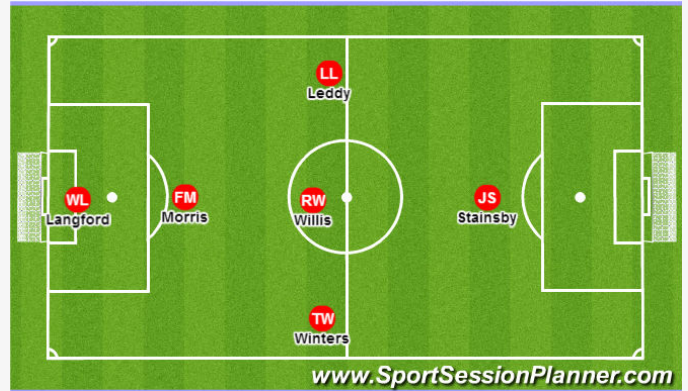 LL
Leddy
WL
Langford
FM
Morris
RW
Willis
JS
Stainsby
TW
Winters
www.SportSessionPlanner.com